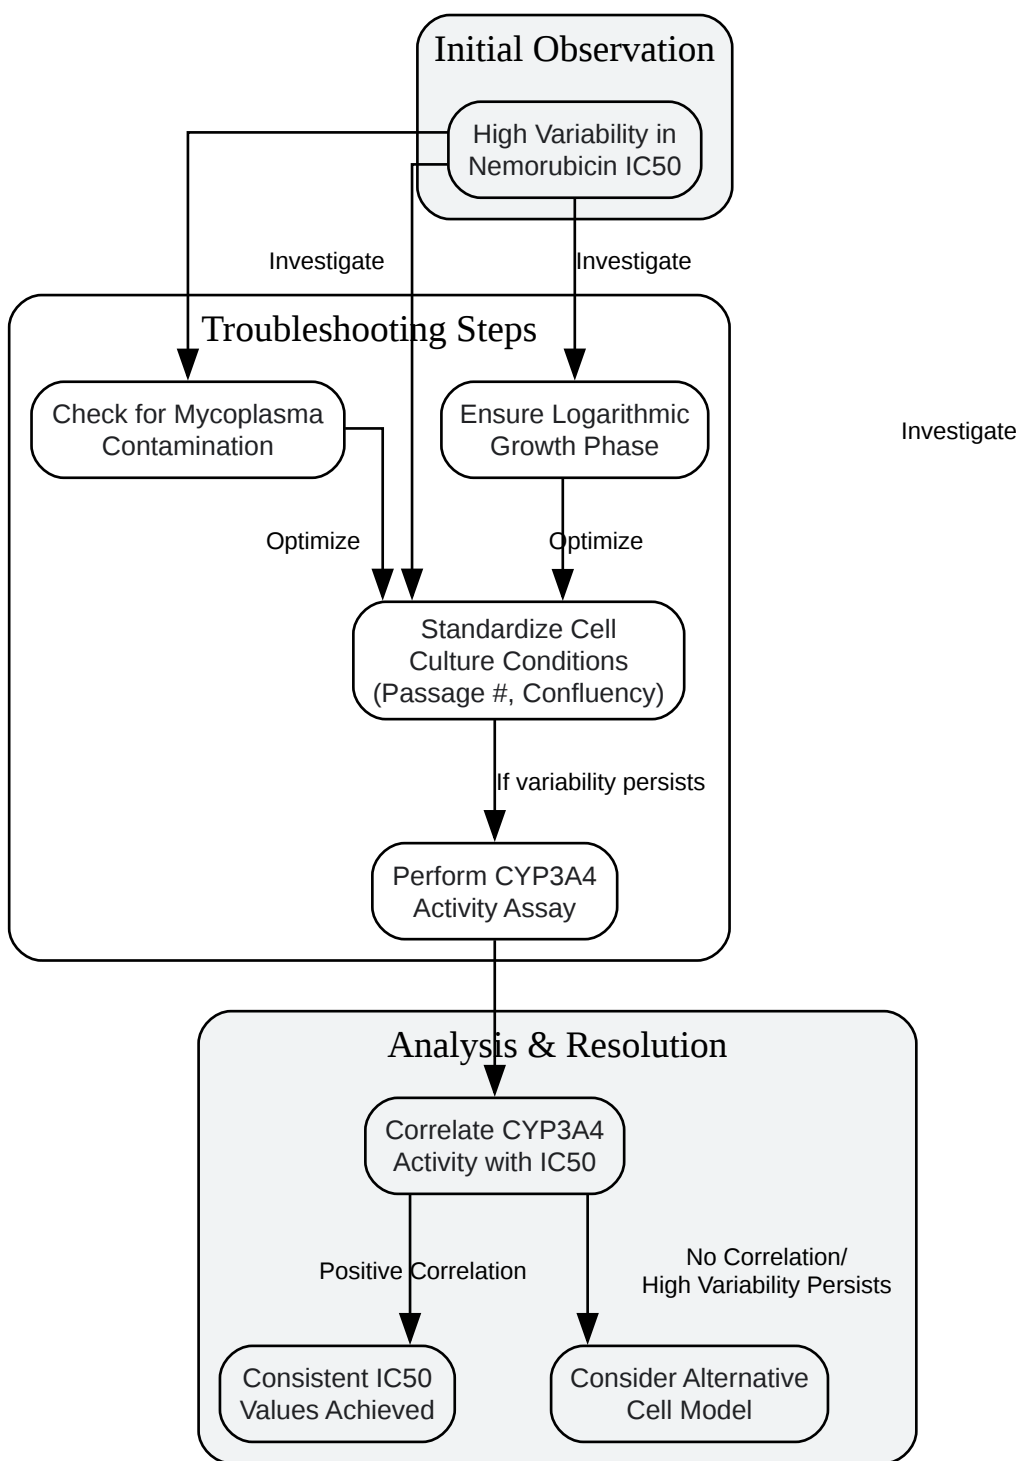 Initial Observation
High Variability in
Nemorubicin IC50
Investigate
Investigate
Troubleshooting Steps
Check for Mycoplasma
Contamination
Ensure Logarithmic
Growth Phase
Investigate
Optimize
Optimize
Standardize Cell
Culture Conditions
(Passage #, Confluency)
If variability persists
Perform CYP3A4
Activity Assay
Analysis & Resolution
Correlate CYP3A4
Activity with IC50
Positive Correlation
No Correlation/
High Variability Persists
Consistent IC50
Values Achieved
Consider Alternative
Cell Model